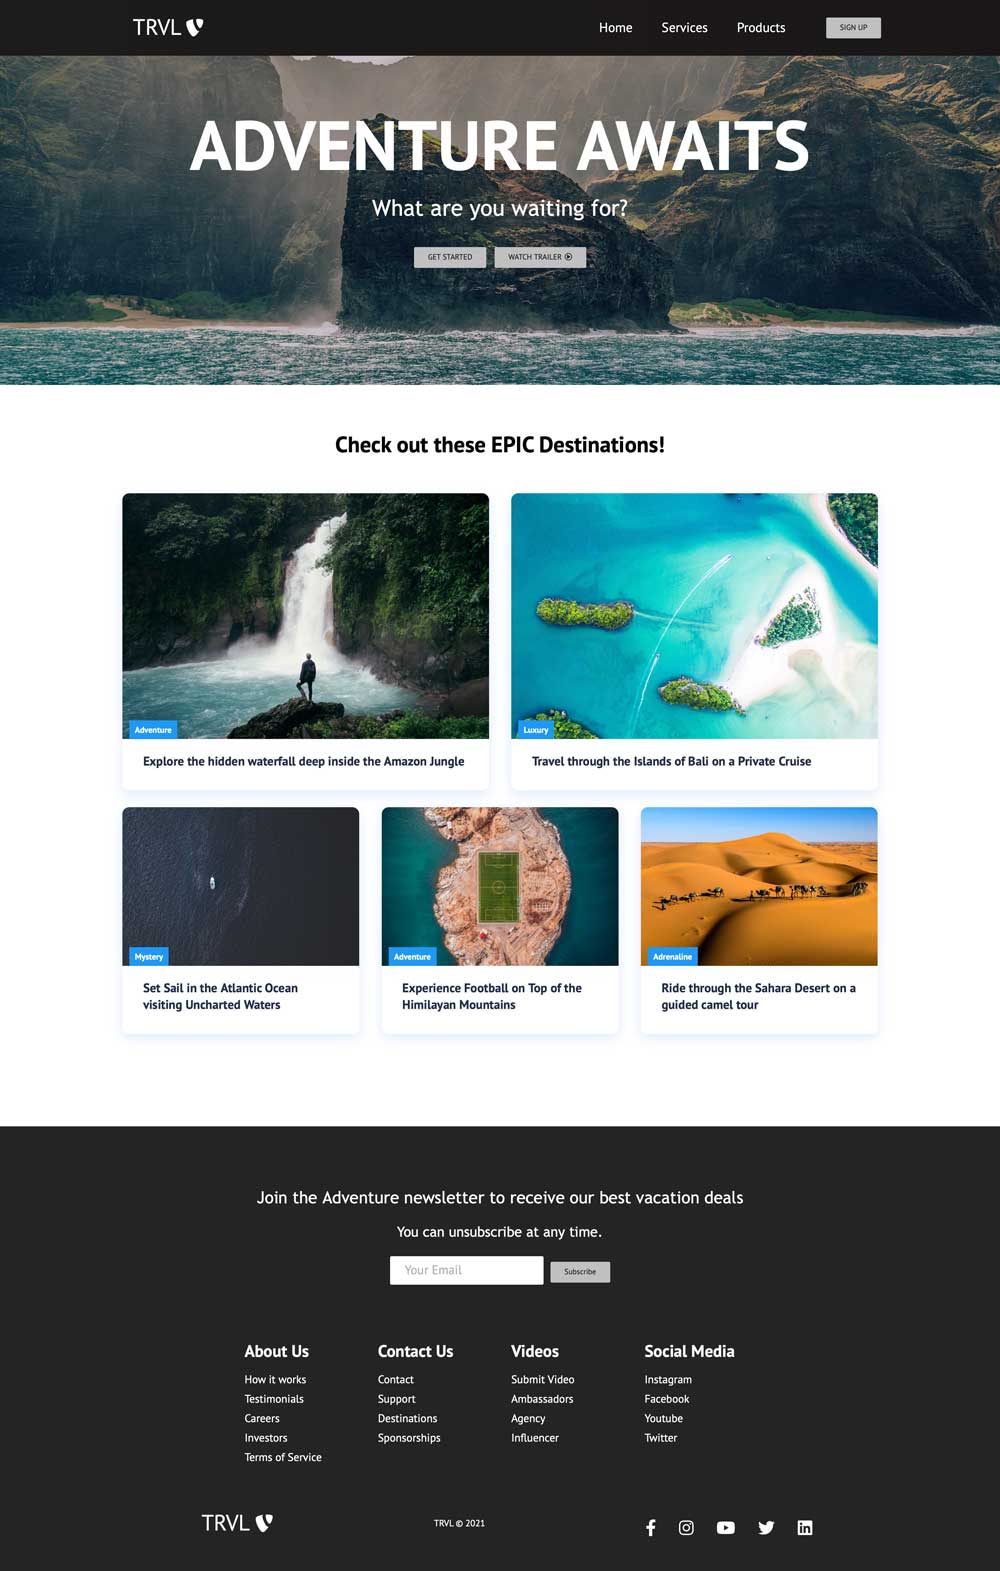 TRVL
Home Services Products SIGN UP
ADVENTURE AWAITS
What are you waiting for?
GET STARTED WATCH TRAILER
Check out these EPIC Destinations!
Adventure
Explore the hidden waterfall deep inside the Amazon Jungle
Luxury
Travel through the Islands of Bali on a Private Cruise
Mystery
Set Sail in the Atlantic Ocean
visiting Uncharted Waters
Adventure
Experience Football on Top of the
Himilayan Mountains
Adrenaline
Ride through the Sahara Desert on a
guided camel tour
Join the Adventure newsletter to receive our best vacation deals
You can unsubscribe at any time.
Your Email Subscribe
About Us
How it works
Testimonials
Careers
Investors
Terms of Service
Contact Us
Contact
Support
Destinations
Sponsorships
Videos
Submit Video
Ambassadors
Agency
Influencer
Social Media
Instagram
Facebook
Youtube
Twitter
TRVL
TRVL © 2021